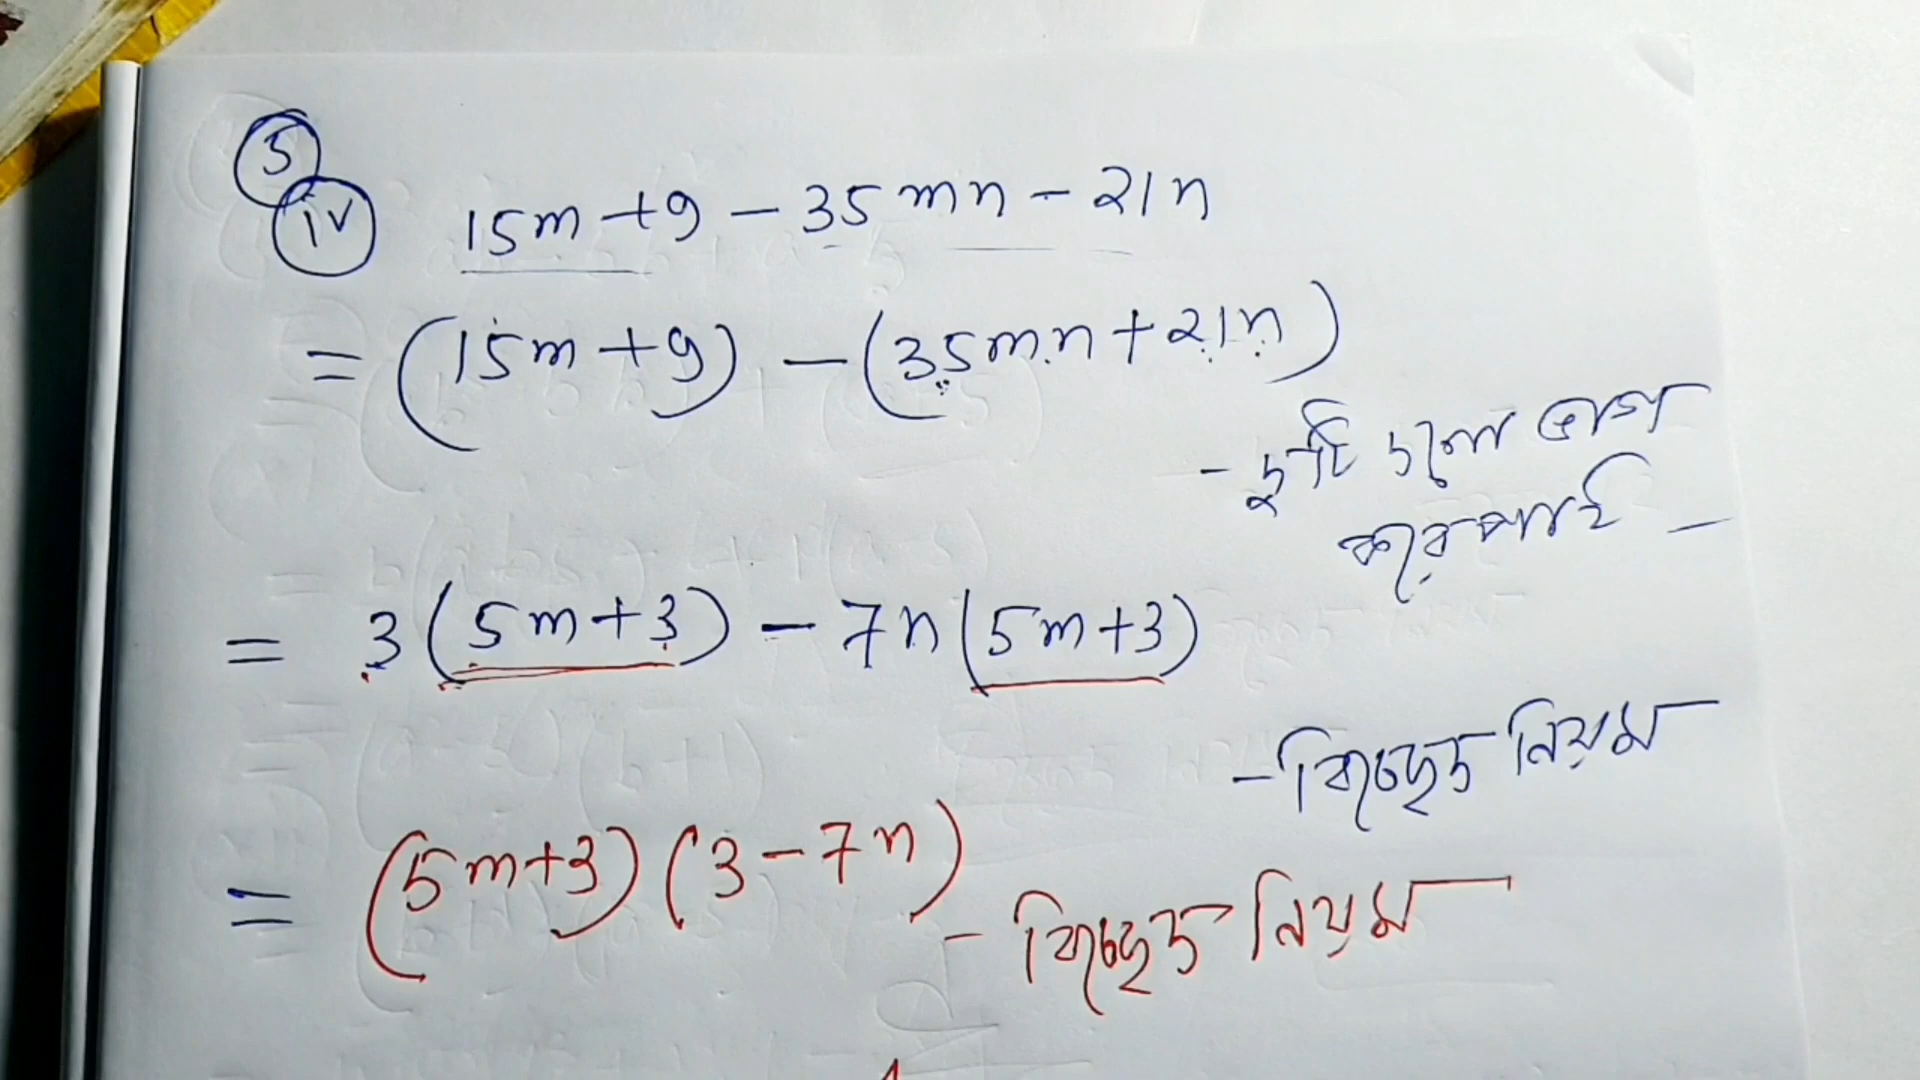 5
iv 15m + 9 - 35mn - 21n
= (15m + 9) - (35mn + 21n)
- দুটি দলে ভাগ
করে পাই -
= 3(5m + 3) - 7n(5m + 3)
- বিচ্ছেদ নিয়ম
= (5m + 3)(3 - 7n)
- বিচ্ছেদ নিয়ম